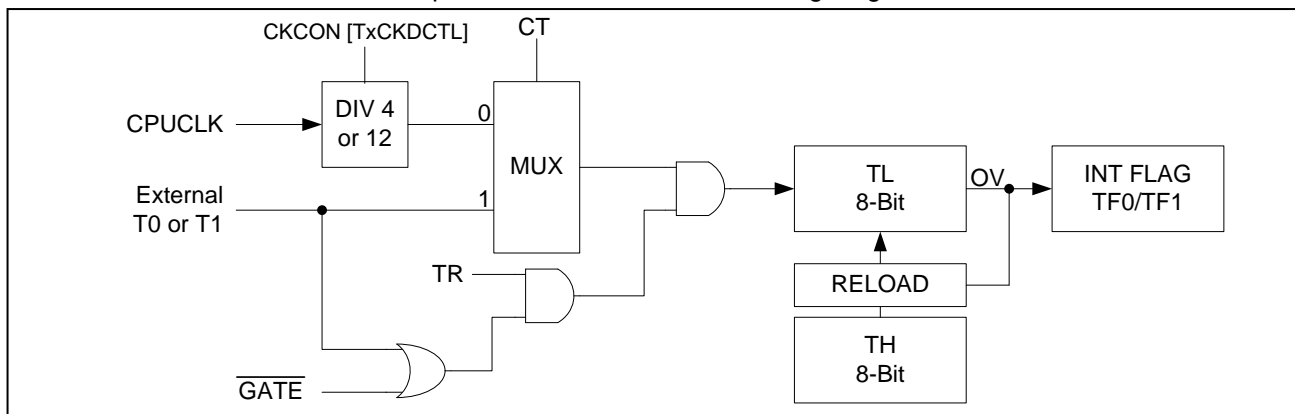 CKCON [TxCKDCTL]
CT
CPUCLK
DIV 4
or 12
0
MUX
External
T0 or T1
1
TR
GATE
TL
8-Bit
OV
INT FLAG
TF0/TF1
RELOAD
TH
8-Bit